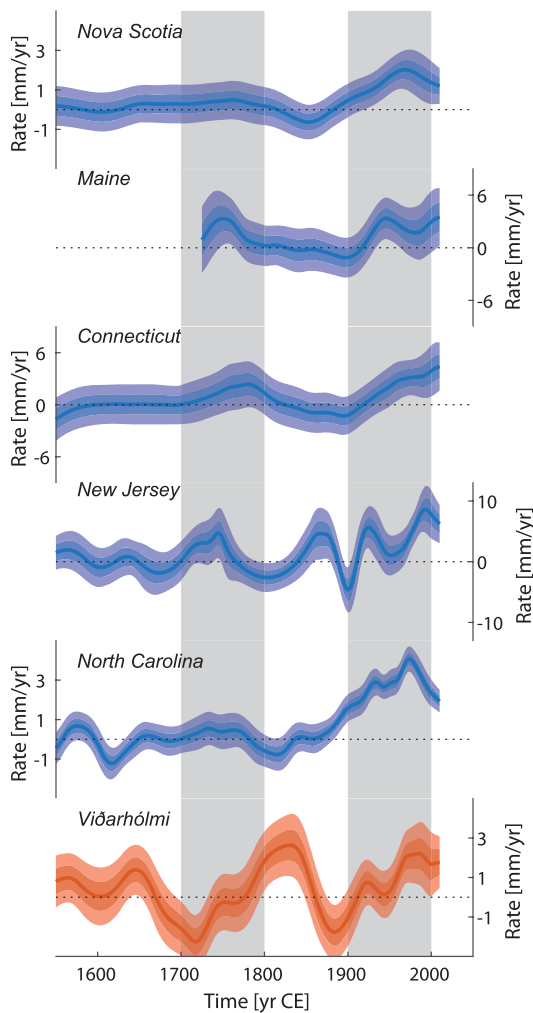 Nova Scotia
3
1
-1
Rate [mm/yr]
Maine
6
0
-6
Rate [mm/yr]
Connecticut
6
0
-6
Rate [mm/yr]
New Jersey
10
0
-10
Rate [mm/yr]
North Carolina
3
1
-1
Rate [mm/yr]
Viðarhólmi
3
1
-1
Rate [mm/yr]
1600 1700 1800 1900 2000
Time [yr CE]